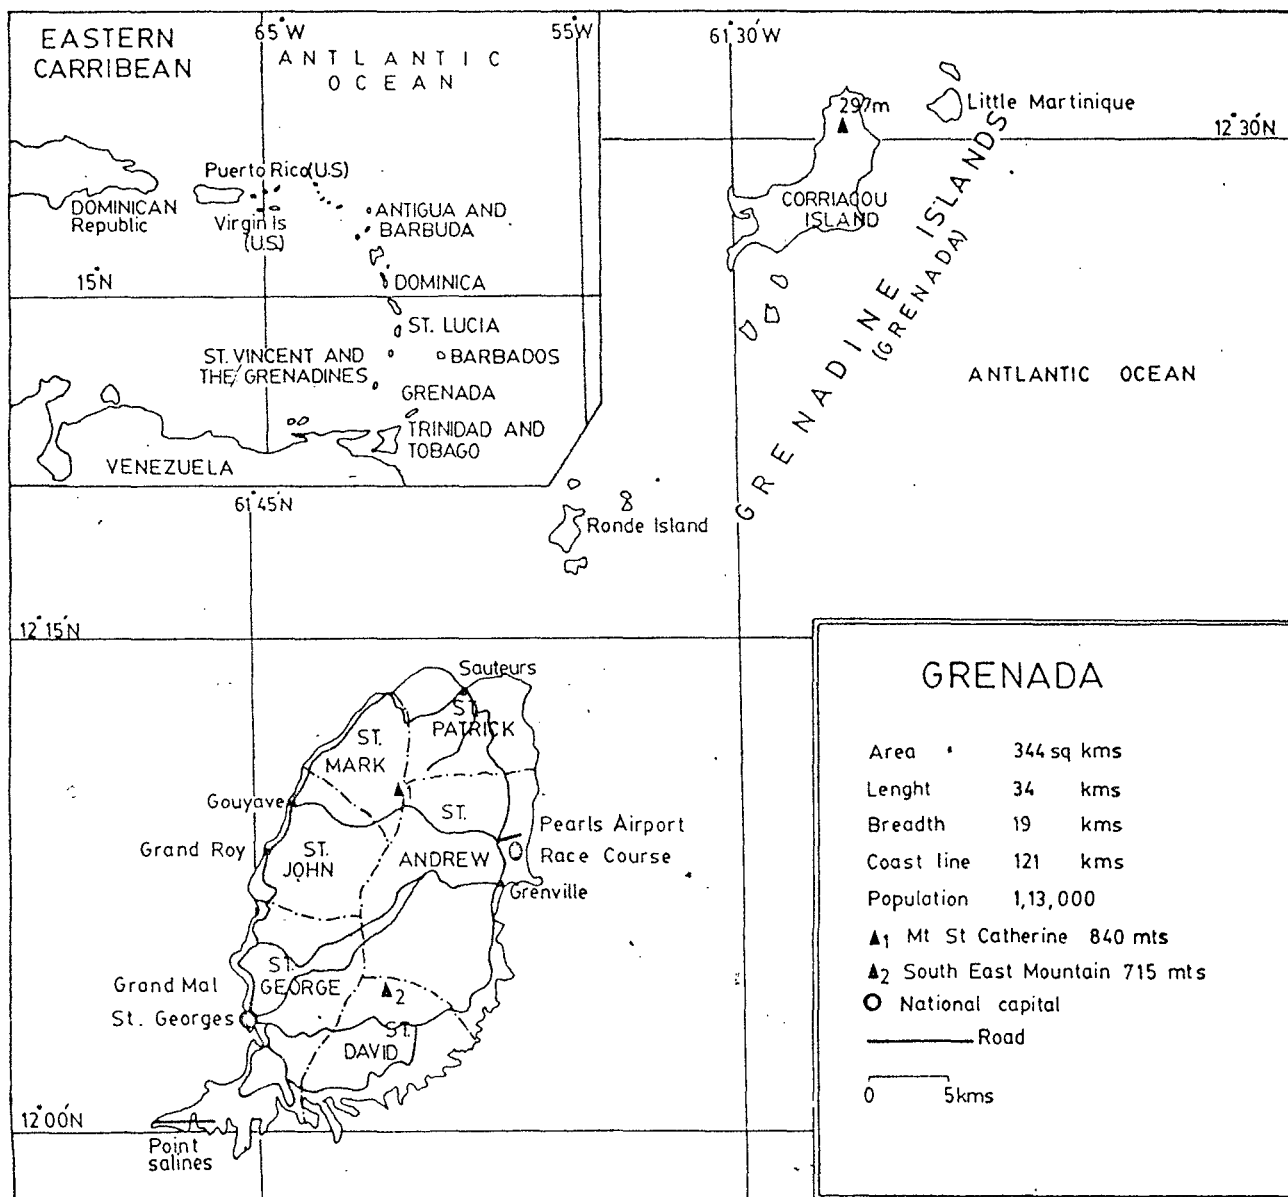 EASTERN
CARRIBEAN
65°W
55°W
ANTLANTIC
OCEAN
Puerto Rico(U.S)
DOMINICAN
Republic
Virgin Is
(U.S.)
ANTIGUA AND
BARBUDA
15°N
DOMINICA
ST. LUCIA
ST. VINCENT AND
THE GRENADINES
BARBADOS
GRENADA
TRINIDAD AND
TOBAGO
VENEZUELA
61°30'W
297m
Little Martinique
12°30'N
CORRIACOU
ISLAND
GRENADINE ISLANDS
(GRENADA)
ANTLANTIC OCEAN
61°45'N
Ronde Island
12°15'N
Sauteurs
ST.
PATRICK
ST.
MARK
1
Gouyave
ST.
ANDREW
Pearls Airport
Race Course
Grand Roy
ST.
JOHN
Grenville
ST.
GEORGE
Grand Mal
2
St. Georges
ST.
DAVID
12°00'N
Point
salines
GRENADA
Area 344 sq kms
Lenght 34 kms
Breadth 19 kms
Coast line 121 kms
Population 1,13,000
▲1 Mt St Catherine 840 mts
▲2 South East Mountain 715 mts
National capital
Road
0 5kms